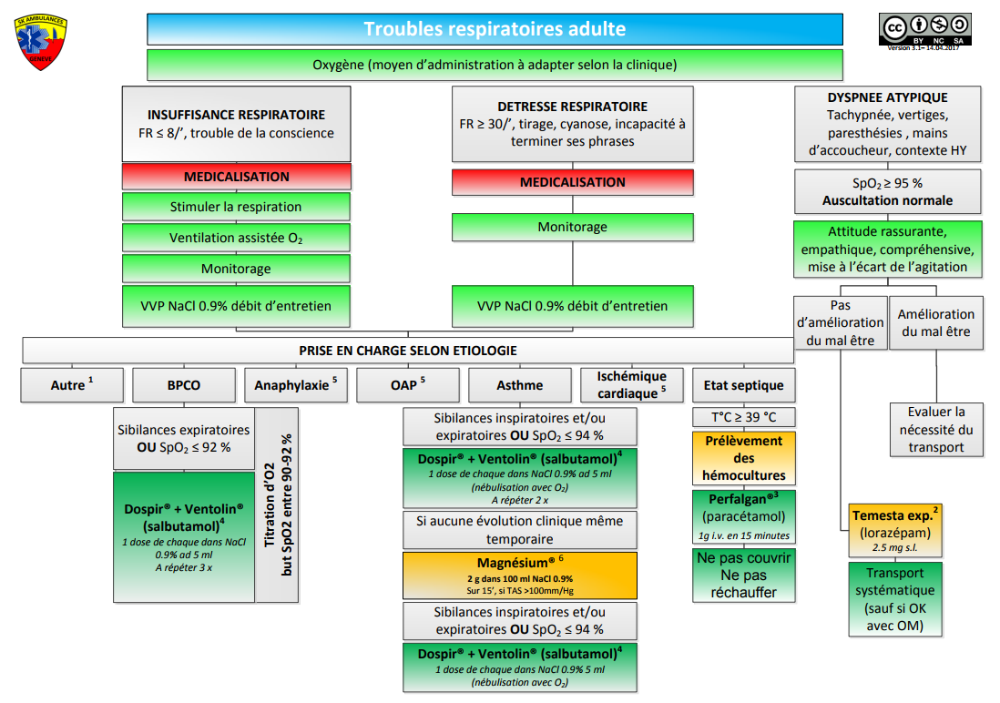 SK AMBULANCES
GENEVE
Troubles respiratoires adulte
cc
BY NC SA
Version 3.1– 14.04.2017
Oxygène (moyen d’administration à adapter selon la clinique)
INSUFFISANCE RESPIRATOIRE
FR ≤ 8/’, trouble de la conscience
MEDICALISATION
Stimuler la respiration
Ventilation assistée O₂
Monitorage
VVP NaCl 0.9% débit d’entretien
DETRESSE RESPIRATOIRE
FR ≥ 30/’, tirage, cyanose, incapacité à
terminer ses phrases
MEDICALISATION
Monitorage
VVP NaCl 0.9% débit d’entretien
DYSPNEE ATYPIQUE
Tachypnée, vertiges,
paresthésies , mains
d’accoucheur, contexte HY
SpO₂ ≥ 95 %
Auscultation normale
Attitude rassurante,
empathique, compréhensive,
mise à l’écart de l’agitation
Pas
d’amélioration
du mal être
Amélioration
du mal être
Evaluer la
nécessité du
transport
Temesta exp.²
(lorazépam)
2.5 mg s.l.
Transport
systématique
(sauf si OK
avec OM)
PRISE EN CHARGE SELON ETIOLOGIE
Autre ¹
BPCO
Anaphylaxie ⁵
OAP ⁵
Asthme
Ischémique
cardiaque ⁵
Etat septique
Sibilances expiratoires
OU SpO₂ ≤ 92 %
Dospir® + Ventolin®
(salbutamol)⁴
1 dose de chaque dans NaCl
0.9% ad 5 ml
A répéter 3 x
Titration d’O2
but SpO2 entre 90-92 %
Sibilances inspiratoires et/ou
expiratoires OU SpO₂ ≤ 94 %
Dospir® + Ventolin® (salbutamol)⁴
1 dose de chaque dans NaCl 0.9% ad 5 ml
(nébulisation avec O₂)
A répéter 2 x
Si aucune évolution clinique même
temporaire
Magnésium® ⁶
2 g dans 100 ml NaCl 0.9%
Sur 15’, si TAS >100mm/Hg
Sibilances inspiratoires et/ou
expiratoires OU SpO₂ ≤ 94 %
Dospir® + Ventolin® (salbutamol)⁴
1 dose de chaque dans NaCl 0.9% 5 ml
(nébulisation avec O₂)
T°C ≥ 39 °C
Prélèvement
des
hémocultures
Perfalgan®³
(paracétamol)
1g i.v. en 15 minutes
Ne pas couvrir
Ne pas
réchauffer